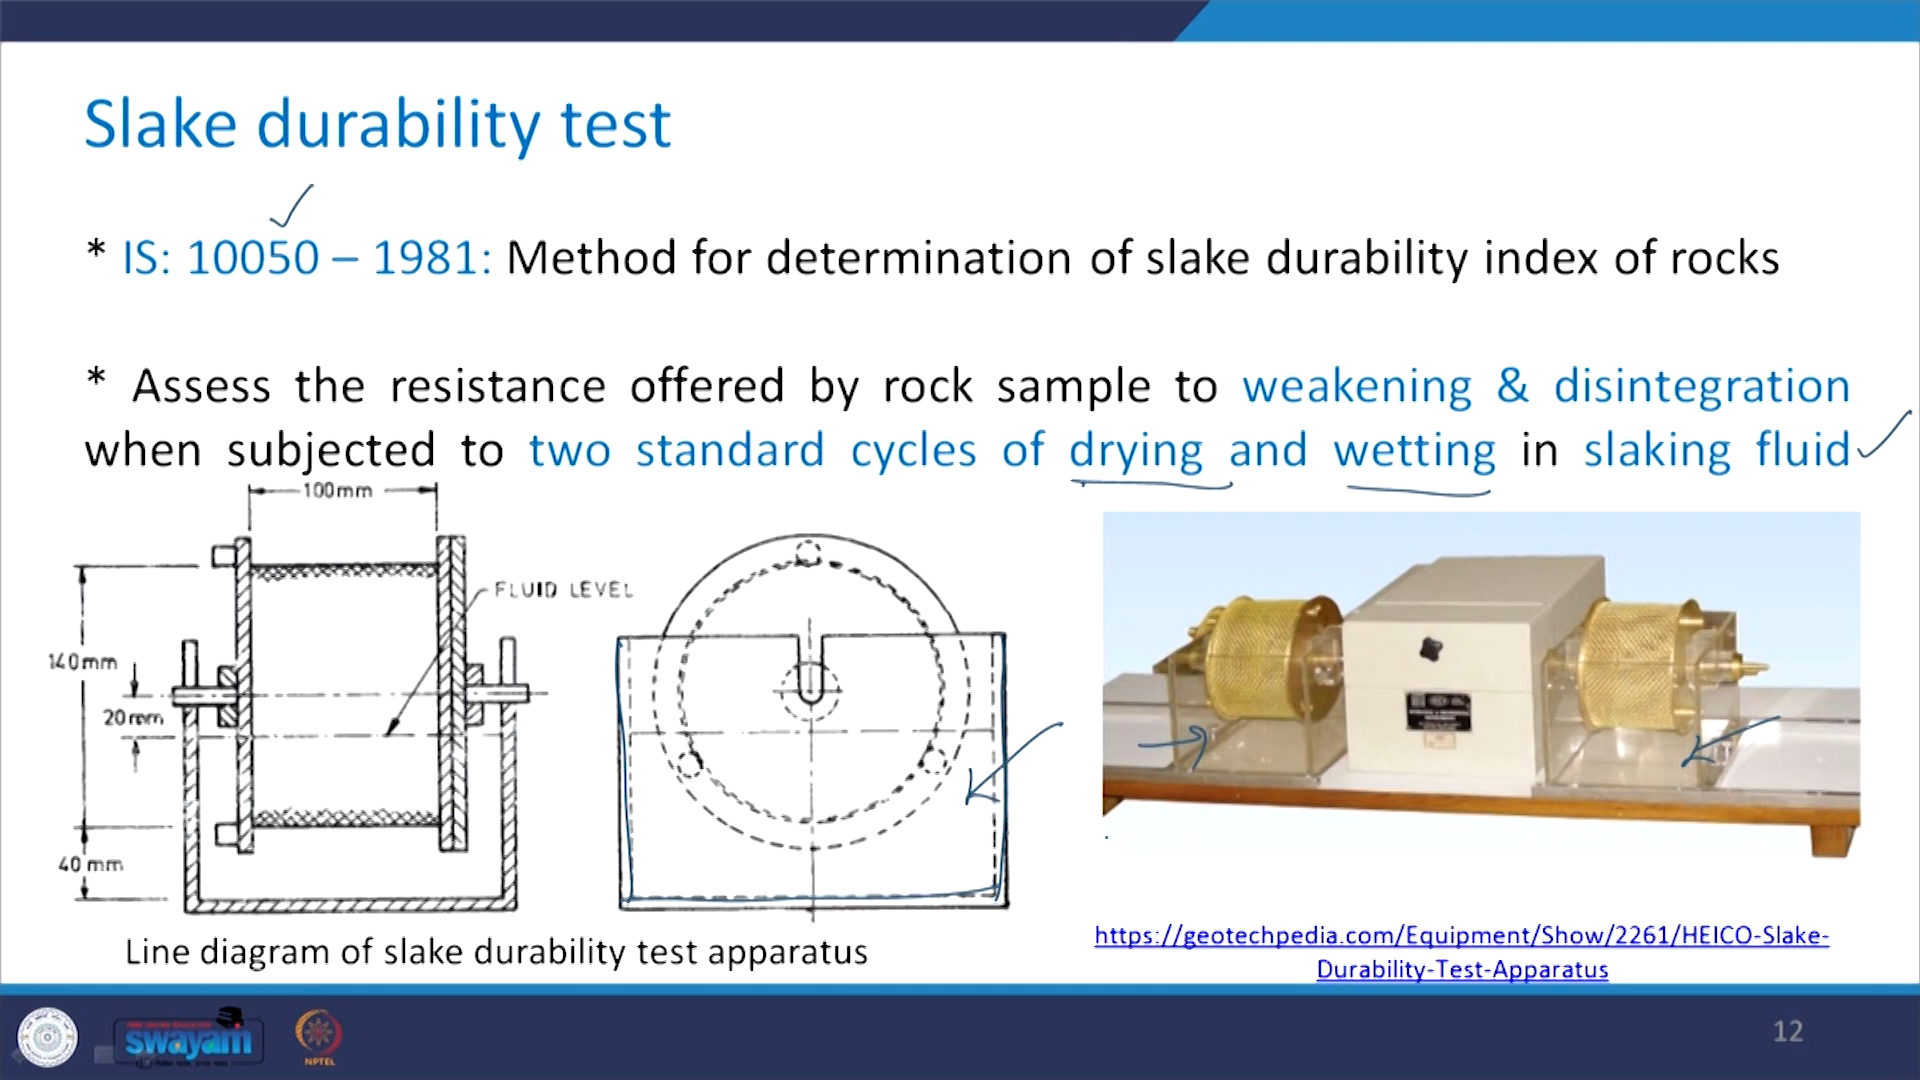 Slake durability test
* IS: 10050 – 1981: Method for determination of slake durability index of rocks
* Assess the resistance offered by rock sample to weakening & disintegration
when subjected to two standard cycles of drying and wetting in slaking fluid
100mm
FLUID LEVEL
140mm
20mm
40 mm
Line diagram of slake durability test apparatus
https://geotechpedia.com/Equipment/Show/2261/HEICO-Slake-
Durability-Test-Apparatus
swayam
NPTEL
12